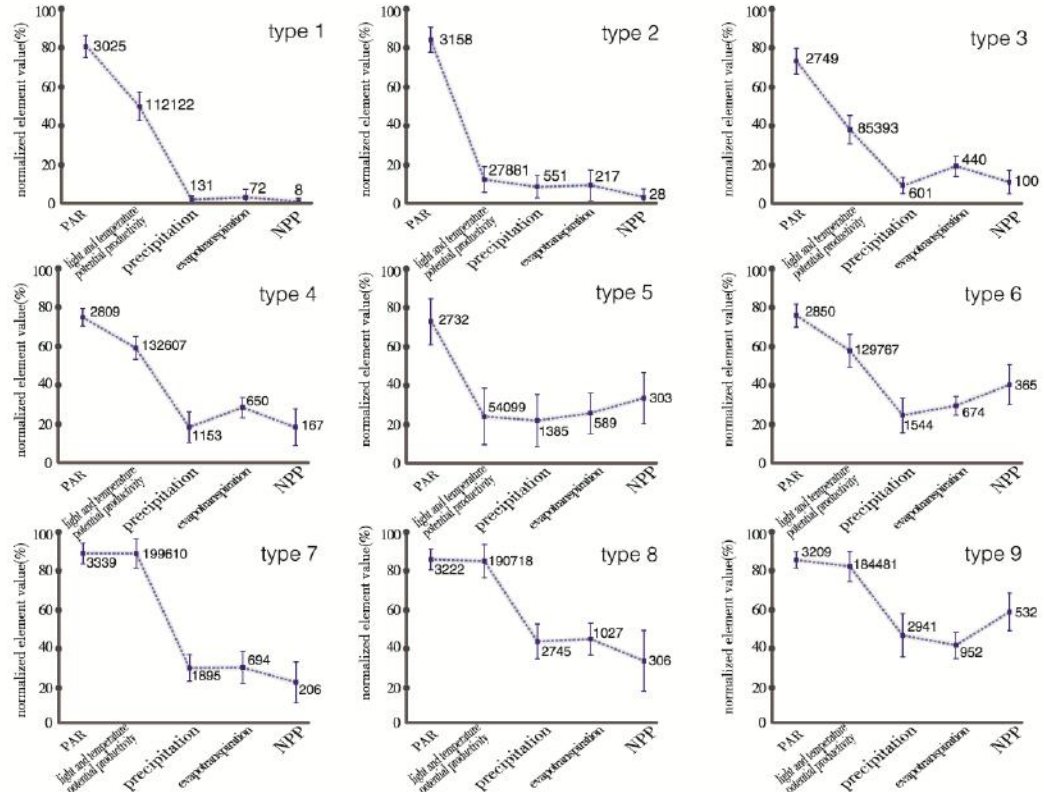 normalized element value(%)
100
80
60
40
20
0
type 1
3025
112122
131
72
8
PAR
light and temperature
potential productivity
precipitation
evapotranspiration
NPP
normalized element value(%)
100
80
60
40
20
0
type 2
3158
27881
551
217
28
PAR
light and temperature
potential productivity
precipitation
evapotranspiration
NPP
normalized element value(%)
100
80
60
40
20
0
type 3
2749
85393
601
440
100
PAR
light and temperature
potential productivity
precipitation
evapotranspiration
NPP
normalized element value(%)
100
80
60
40
20
0
type 4
2809
132607
1153
650
167
PAR
light and temperature
potential productivity
precipitation
evapotranspiration
NPP
normalized element value(%)
100
80
60
40
20
0
type 5
2732
54099
1385
589
303
PAR
light and temperature
potential productivity
precipitation
evapotranspiration
NPP
normalized element value(%)
100
80
60
40
20
0
type 6
2850
129767
1544
674
365
PAR
light and temperature
potential productivity
precipitation
evapotranspiration
NPP
normalized element value(%)
100
80
60
40
20
0
type 7
3339
199610
1895
694
206
PAR
light and temperature
potential productivity
precipitation
evapotranspiration
NPP
normalized element value(%)
100
80
60
40
20
0
type 8
3222
190718
2745
1027
306
PAR
light and temperature
potential productivity
precipitation
evapotranspiration
NPP
normalized element value(%)
100
80
60
40
20
0
type 9
3209
184481
2941
952
532
PAR
light and temperature
potential productivity
precipitation
evapotranspiration
NPP